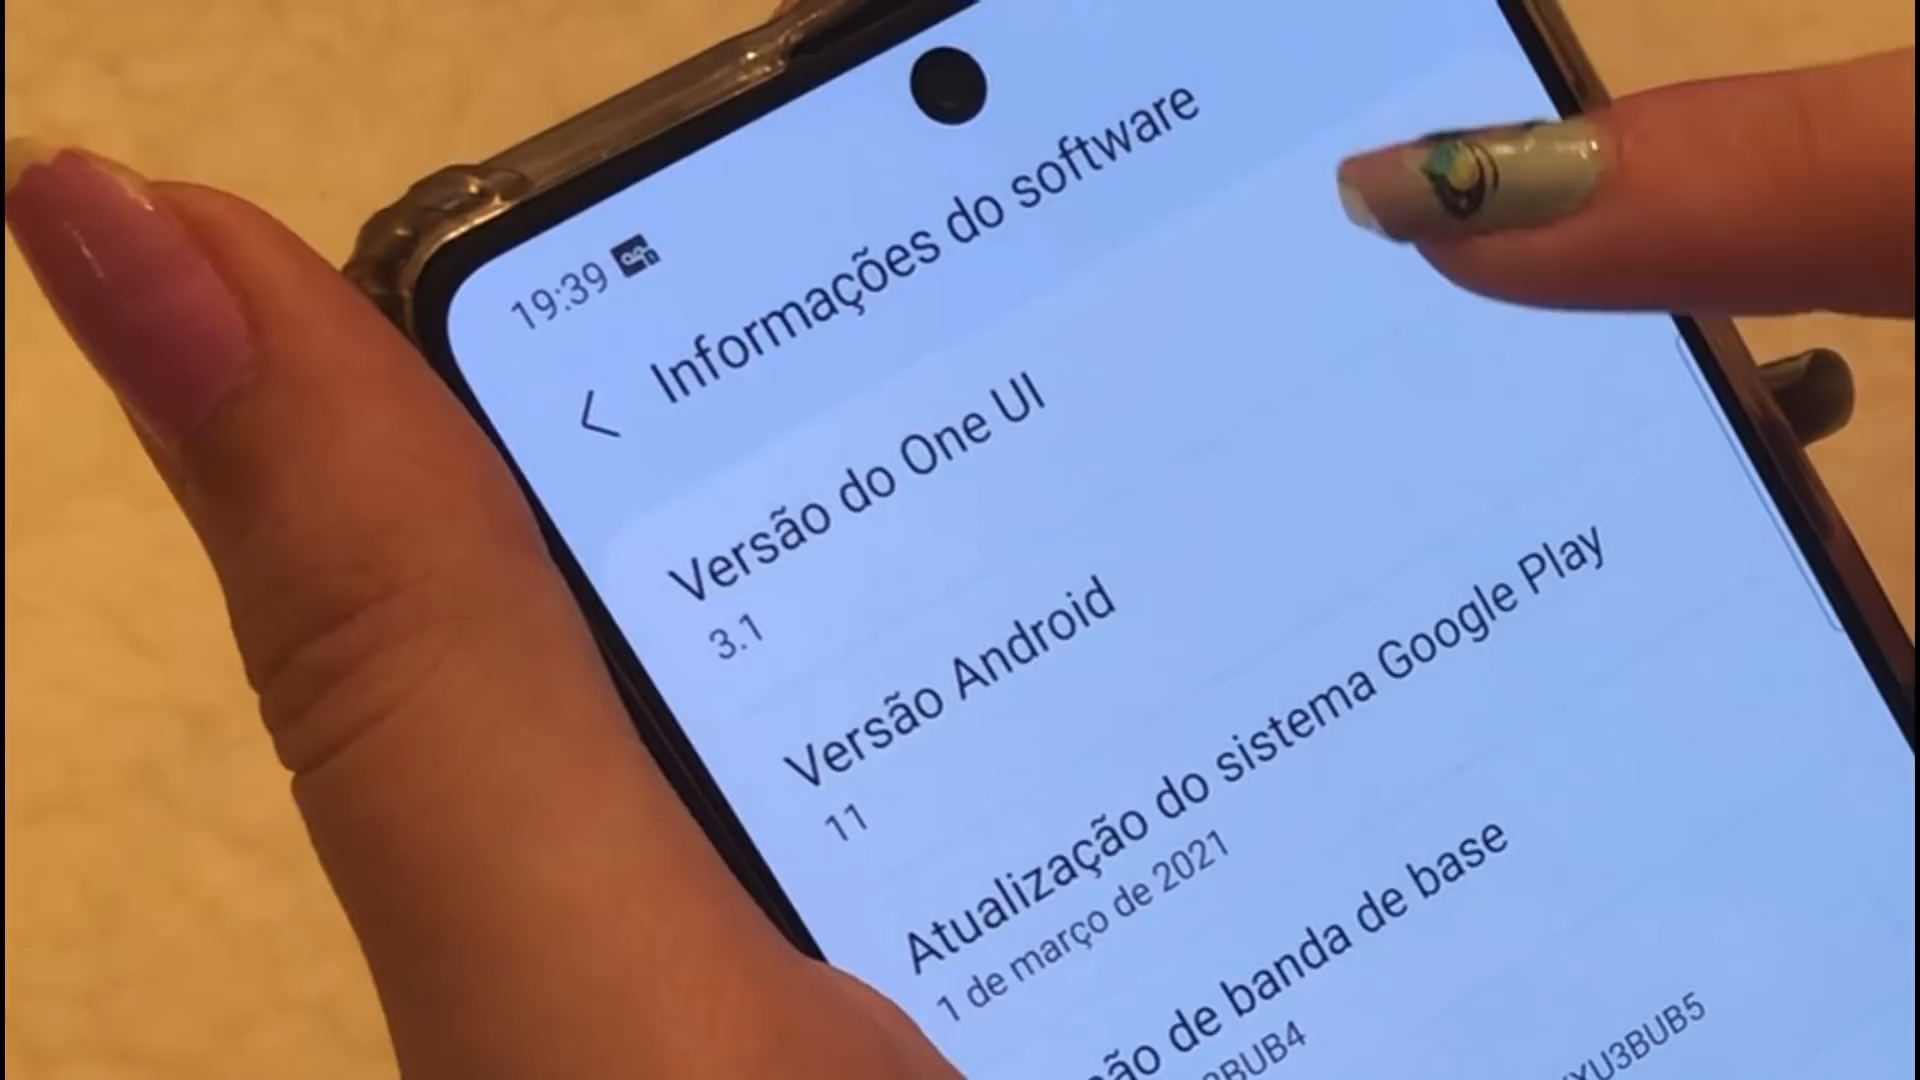 19:39
Informações do software
Versão do One UI
3.1
Versão Android
11
Atualização do sistema Google Play
1 de março de 2021
de banda de base